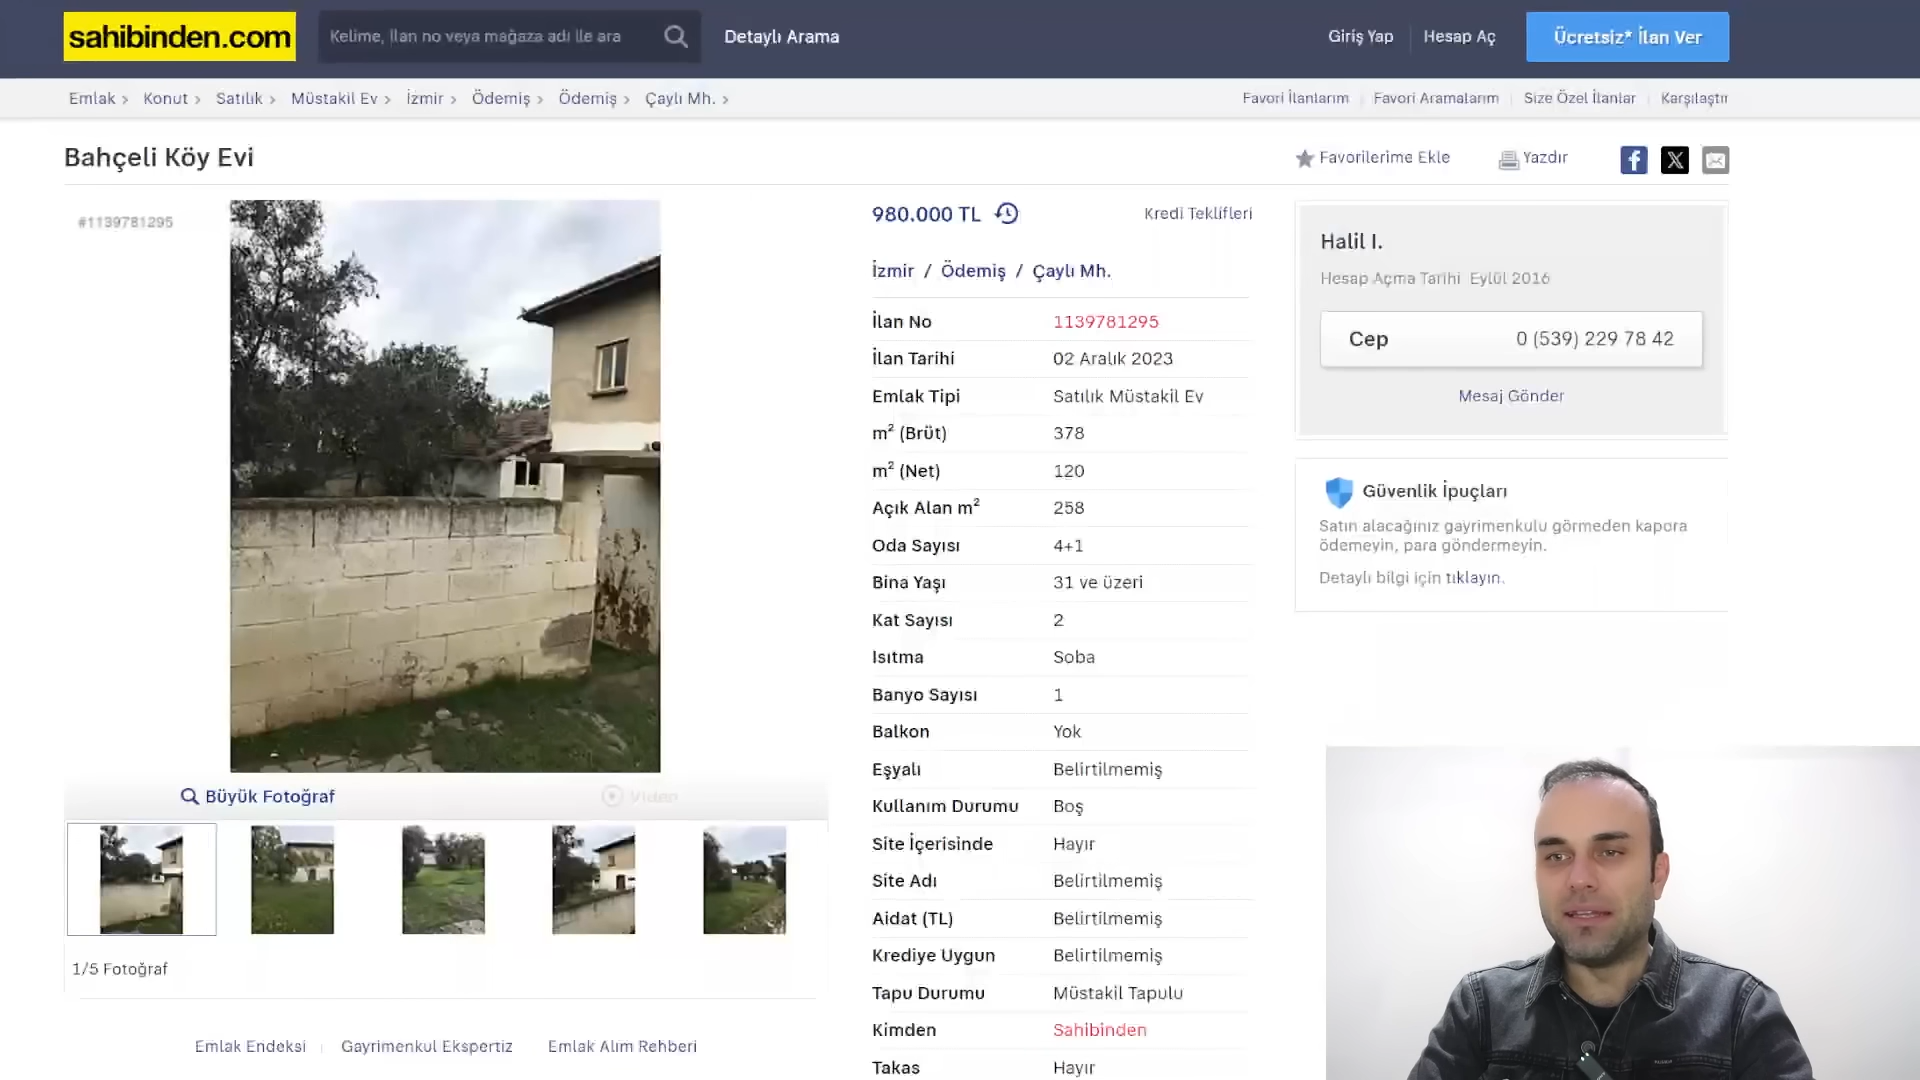 sahibinden.com
Kelime, ilan no veya mağaza adı ile ara
Detaylı Arama
Giriş Yap
Hesap Aç
Ücretsiz* İlan Ver
Emlak > Konut > Satılık > Müstakil Ev > İzmir > Ödemiş > Ödemiş > Çaylı Mh. >
Favori İlanlarım
Favori Aramalarım
Size Özel İlanlar
Karşılaştır
Bahçeli Köy Evi
Favorilerime Ekle
Yazdır
#1139781295
980.000 TL
Kredi Teklifleri
İzmir / Ödemiş / Çaylı Mh.
İlan No 1139781295
İlan Tarihi 02 Aralık 2023
Emlak Tipi Satılık Müstakil Ev
m² (Brüt) 378
m² (Net) 120
Açık Alan m² 258
Oda Sayısı 4+1
Bina Yaşı 31 ve üzeri
Kat Sayısı 2
Isıtma Soba
Banyo Sayısı 1
Balkon Yok
Eşyalı Belirtilmemiş
Kullanım Durumu Boş
Site İçerisinde Hayır
Site Adı Belirtilmemiş
Aidat (TL) Belirtilmemiş
Krediye Uygun Belirtilmemiş
Tapu Durumu Müstakil Tapulu
Kimden Sahibinden
Takas Hayır
Halil I.
Hesap Açma Tarihi Eylül 2016
Cep 0 (539) 229 78 42
Mesaj Gönder
Güvenlik İpuçları
Satın alacağınız gayrimenkulu görmeden kapora
ödemeyin, para göndermeyin.
Detaylı bilgi için tıklayın.
Büyük Fotoğraf
Video
1/5 Fotoğraf
Emlak Endeksi
Gayrimenkul Ekspertiz
Emlak Alım Rehberi